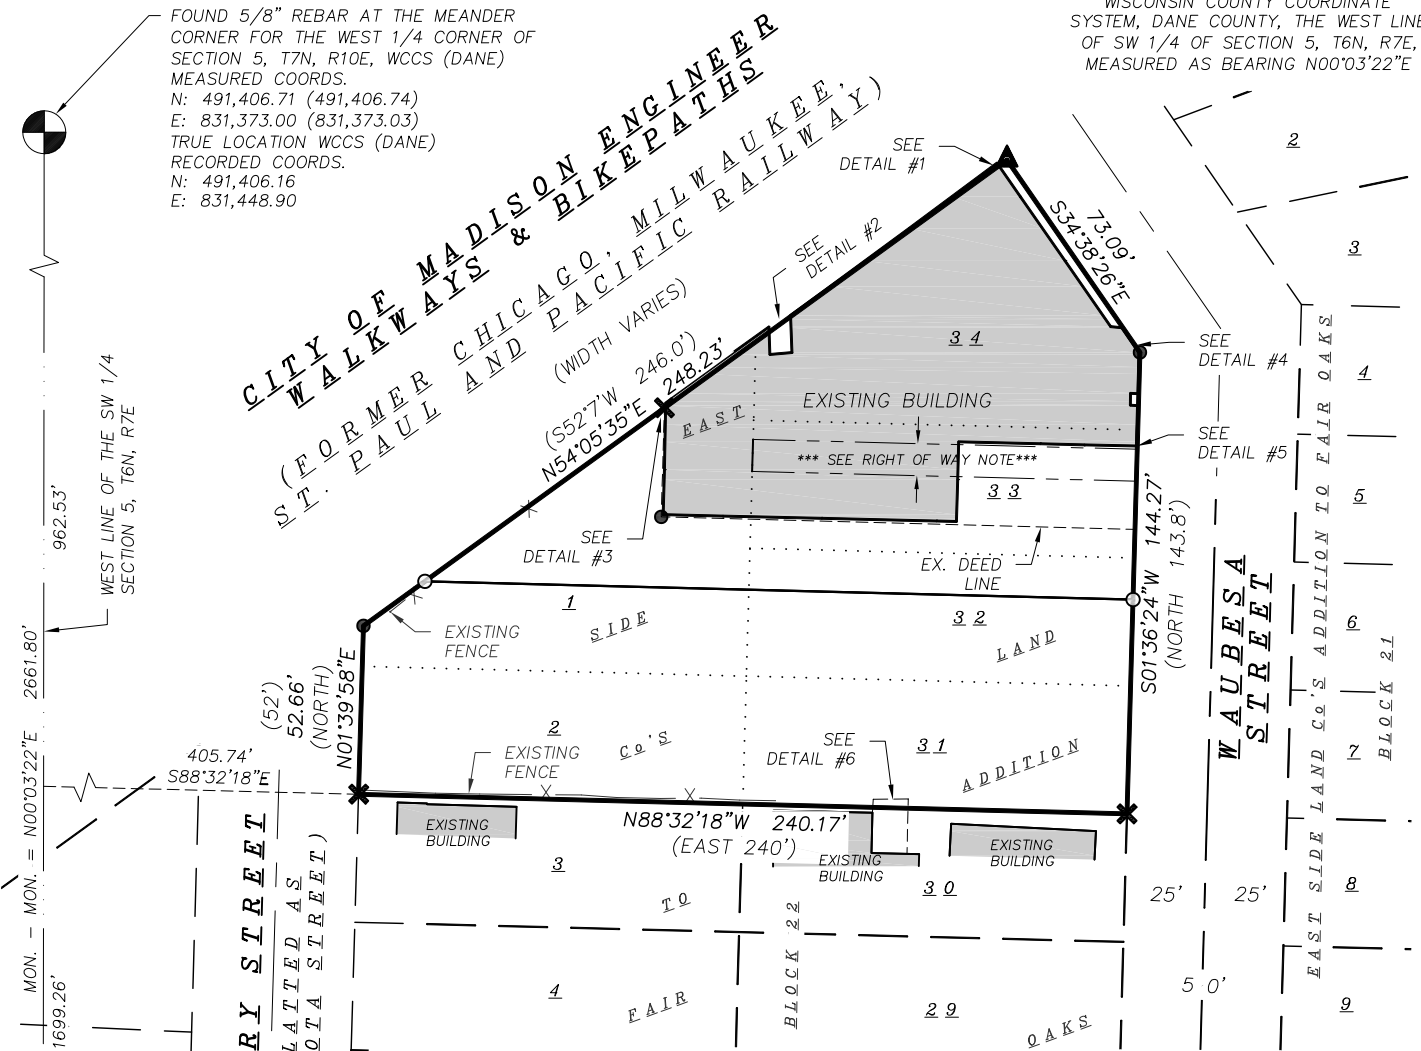 FOUND 5/8" REBAR AT THE MEANDER
CORNER FOR THE WEST 1/4 CORNER OF
SECTION 5, T7N, R10E, WCCS (DANE)
MEASURED COORDS.
N: 491,406.71 (491,406.74)
E: 831,373.00 (831,373.03)
TRUE LOCATION WCCS (DANE)
RECORDED COORDS.
N: 491,406.16
E: 831,448.90
WISCONSIN COUNTY COORDINATE
SYSTEM, DANE COUNTY, THE WEST LINE
OF SW 1/4 OF SECTION 5, T6N, R7E,
MEASURED AS BEARING N00°03'22"E
CITY OF MADISON ENGINEER
WALKWAYS & BIKEPATHS
(FORMER CHICAGO, MILWAUKEE,
ST. PAUL AND PACIFIC RAILWAY)
(WIDTH VARIES)
(S52°7'W 246.0')
N54°05'35"E 248.23'
SEE
DETAIL #1
SEE
DETAIL #2
73.09'
S34°38'26"E
SEE
DETAIL #4
SEE
DETAIL #5
34
EXISTING BUILDING
EAST
*** SEE RIGHT OF WAY NOTE***
33
SEE
DETAIL #3
EX. DEED
LINE
S01°36'24"W 144.27'
(NORTH 143.8')
1
SIDE
32
LAND
EXISTING
FENCE
(52')
52.66'
(NORTH)
N01°39'58"E
2
Co'S
31
ADDITION
EXISTING
FENCE
SEE
DETAIL #6
N88°32'18"W 240.17'
(EAST 240')
EXISTING
BUILDING
EXISTING
BUILDING
EXISTING
BUILDING
405.74'
S88°32'18"E
962.53'
WEST LINE OF THE SW 1/4
SECTION 5, T6N, R7E
MON. - MON. = N00°03'22"E 2661.80'
1699.26'
RY STREET
LATTED AS
OTA STREET)
3
TO
BLOCK 22
30
4
FAIR
29
OAKS
25'
25'
5 0'
WAUBESA
STREET
EAST SIDE LAND Co'S ADDITION TO FAIR OAKS
BLOCK 21
2
3
4
5
6
7
8
9